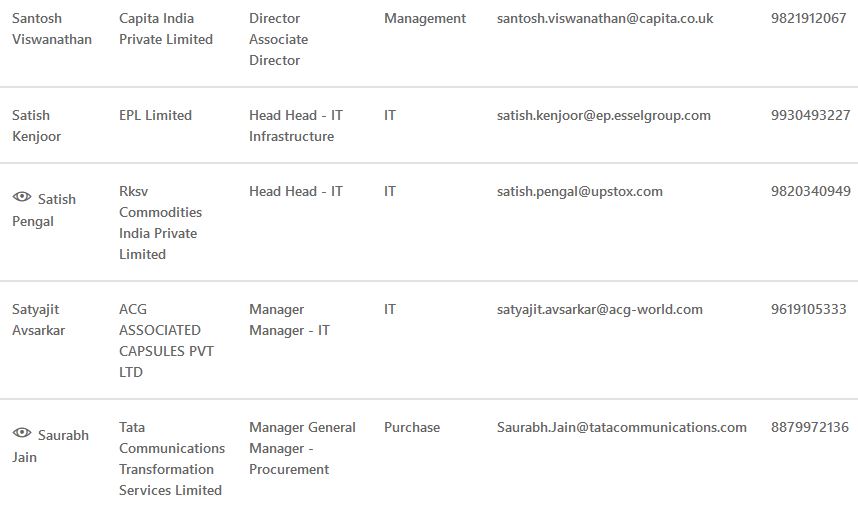 Santosh Capita India Director Management santosh.viswanathan@capita.co.uk 9821912067
Viswanathan Private Limited Associate
Director
Satish EPL Limited Head Head - IT IT satish.kenjoor@ep.esselgroup.com 9930493227
Kenjoor Infrastructure
Satish Rksv Head Head - IT IT satish.pengal@upstox.com 9820340949
Pengal Commodities
India Private
Limited
Satyajit ACG Manager IT satyajit.avsarkar@acg-world.com 9619105333
Avsarkar ASSOCIATED Manager - IT
CAPSULES PVT
LTD
Saurabh Tata Manager General Purchase Saurabh.Jain@tatacommunications.com 8879972136
Jain Communications Manager -
Transformation Procurement
Services Limited